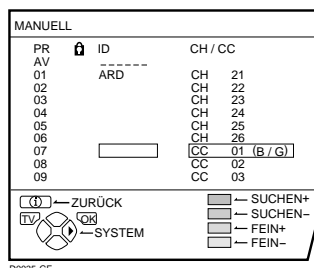 MANUELL
PR ID CH / CC
AV _ _ _ _ _ _
01 ARD CH 21
02 CH 22
03 CH 23
04 CH 24
05 CH 25
06 CH 26
07 CC 01 (B / G)
08 CC 02
09 CC 03
ZURÜCK
TV OK
SYSTEM
SUCHEN+
SUCHEN–
FEIN+
FEIN–